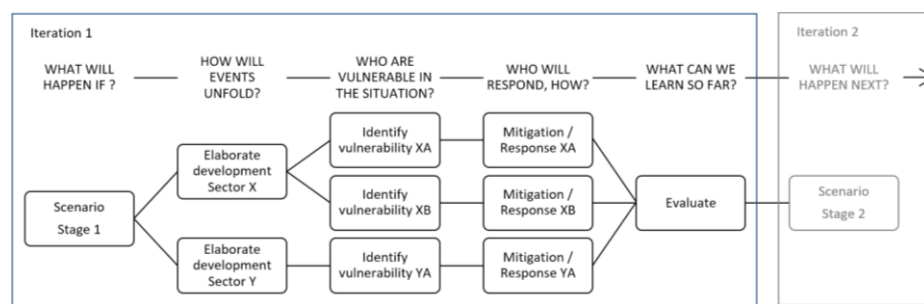 Iteration 1
Iteration 2
WHAT WILL
HAPPEN IF ?
HOW WILL
EVENTS
UNFOLD?
WHO ARE
VULNERABLE IN
THE SITUATION?
WHO WILL
RESPOND, HOW?
WHAT CAN WE
LEARN SO FAR?
WHAT WILL
HAPPEN NEXT?
Scenario
Stage 1
Elaborate
development
Sector X
Elaborate
development
Sector Y
Identify
vulnerability XA
Identify
vulnerability XB
Identify
vulnerability YA
Mitigation /
Response XA
Mitigation /
Response XB
Mitigation /
Response YA
Evaluate
Scenario
Stage 2